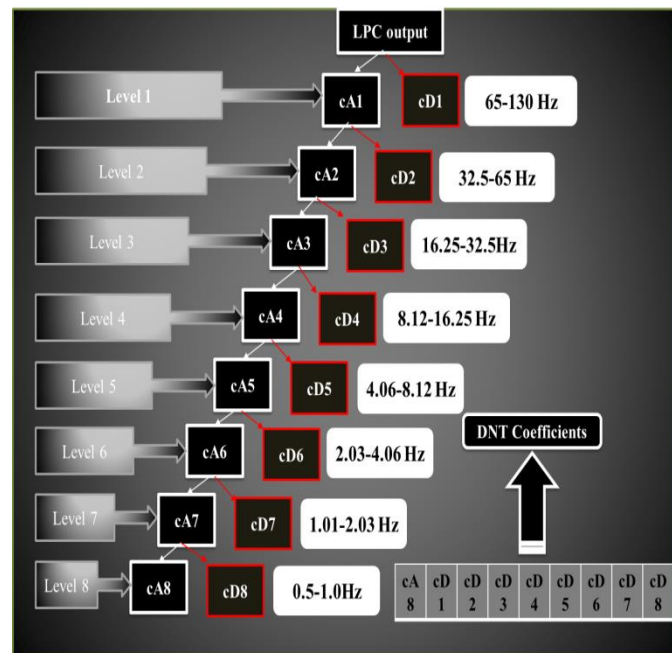 LPC output
Level 1 cA1 cD1 65-130 Hz
Level 2 cA2 cD2 32.5-65 Hz
Level 3 cA3 cD3 16.25-32.5Hz
Level 4 cA4 cD4 8.12-16.25 Hz
Level 5 cA5 cD5 4.06-8.12 Hz
DNT Coefficients
Level 6 cA6 cD6 2.03-4.06 Hz
Level 7 cA7 cD7 1.01-2.03 Hz
Level 8 cA8 cD8 0.5-1.0Hz
cA cD cD cD cD cD cD cD cD
8 1 2 3 4 5 6 7 8